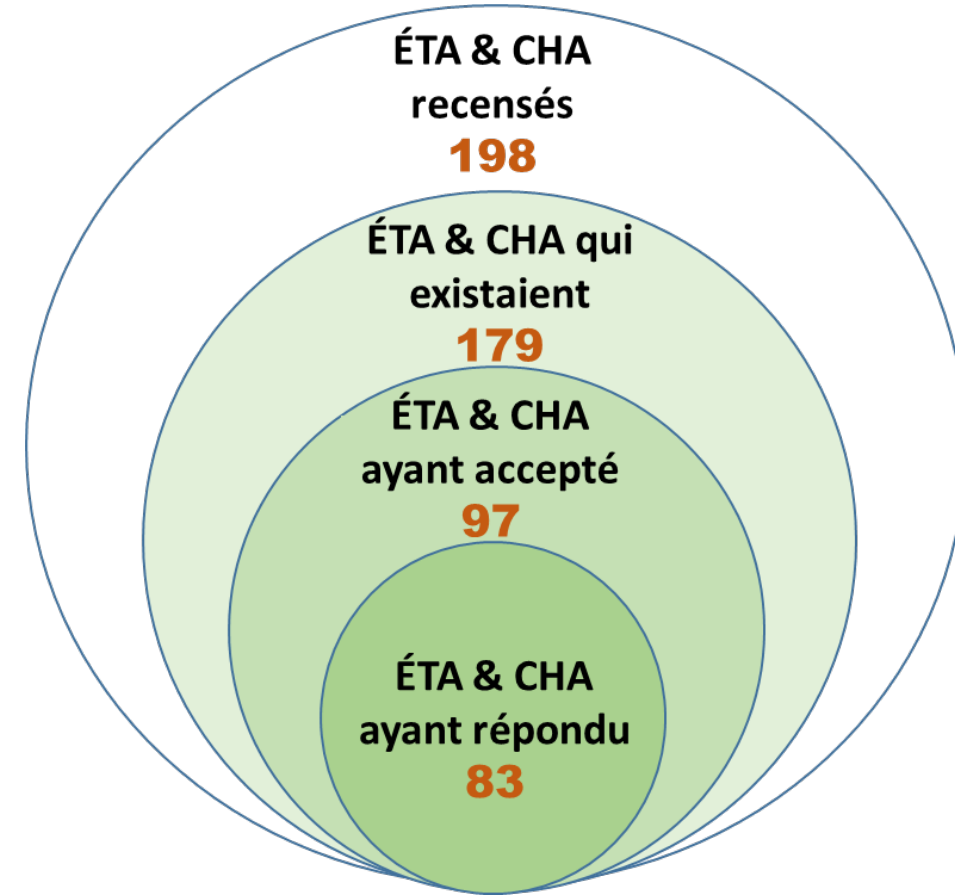 ÉTA & CHA
recensés
198
ÉTA & CHA qui
existaient
179
ÉTA & CHA
ayant accepté
97
ÉTA & CHA
ayant répondu
83